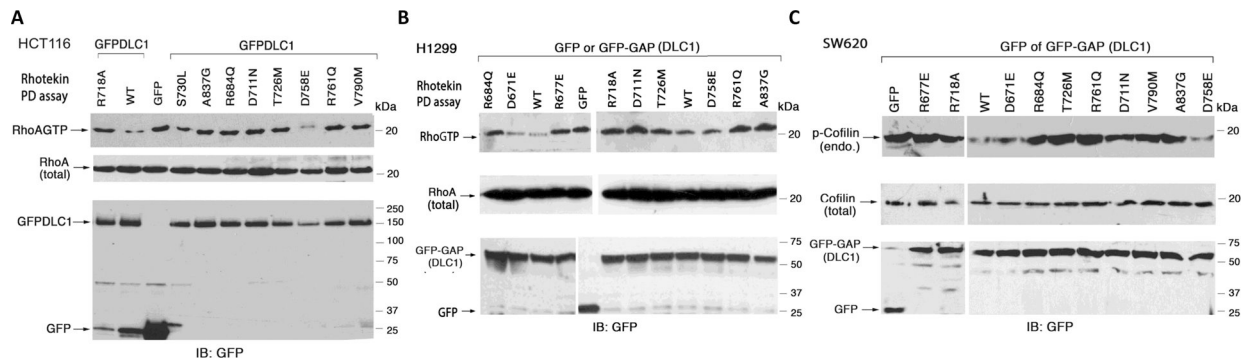 A
HCT116
GFPDLC1
GFPDLC1
Rhotekin
PD assay
R718A
WT
GFP
S730L
A837G
R684Q
D711N
T726M
D758E
R761Q
V790M
kDa
RhoAGTP
20
RhoA
(total)
20
GFPDLC1
250
150
100
75
50
37
GFP
25
IB: GFP
B
H1299
GFP or GFP-GAP (DLC1)
Rhotekin
PD assay
R684Q
D671E
WT
R677E
GFP
R718A
D711N
T726M
WT
D758E
R761Q
A837G
kDa
RhoGTP
20
RhoA
(total)
20
GFP-GAP
(DLC1)
75
50
37
GFP
25
IB: GFP
C
SW620
GFP of GFP-GAP (DLC1)
GFP
R677E
R718A
WT
D671E
R684Q
T726M
R761Q
D711N
V790M
A837G
D758E
kDa
p-Cofilin
(endo.)
20
Cofilin
(total)
20
GFP-GAP
(DLC1)
75
50
37
GFP
25
IB: GFP